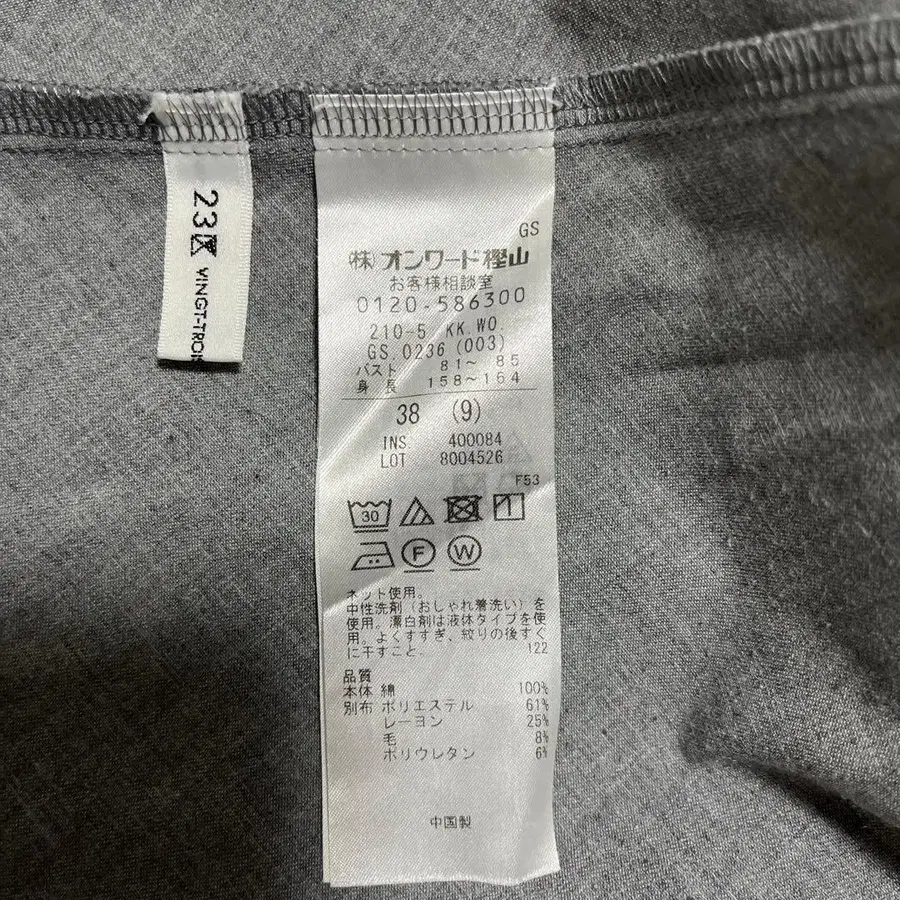 23区
VINGT-TROIS
GS
(株)オンワード樫山
お客様相談室
0120-586300
210-5 KK.WO.
GS.0236 (003)
バスト 81~ 85
身 長 158~164
38 (9)
INS 400084
LOT 8004526
F53
30
F W
ネット使用。
中性洗剤(おしゃれ着洗い)を
使用。漂白剤は液体タイプを使
用。よくすすぎ、絞りの後すぐ
に干すこと。 122
品質
本体 綿 100%
別布 ポリエステル 61%
レーヨン 25%
毛 8%
ポリウレタン 6%
中国製